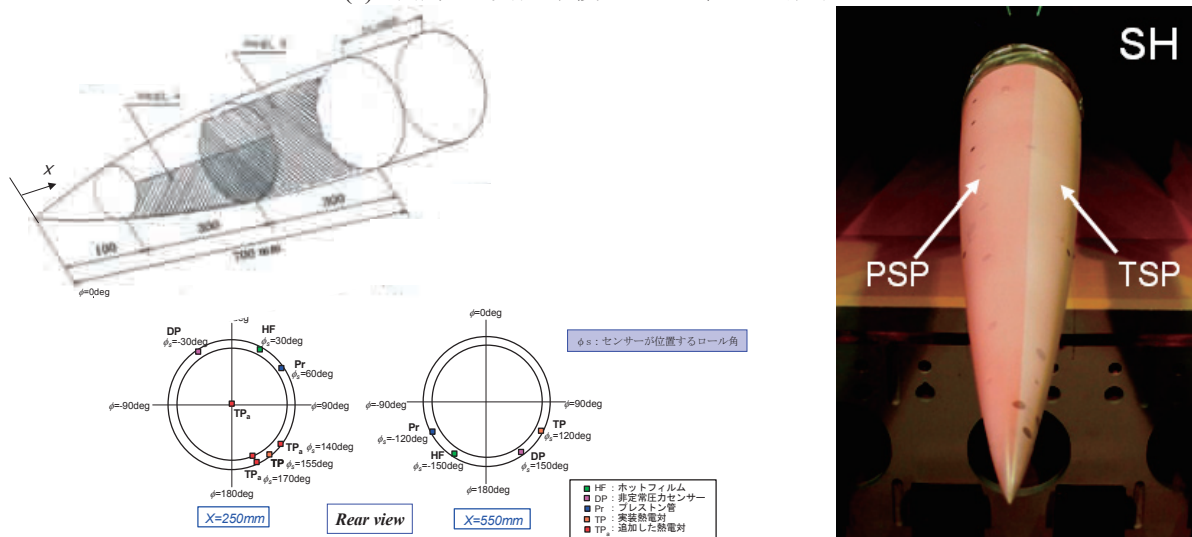 X
100
300
300
700 mm
φ=0deg
DP
φs=-30deg
HF
φs=30deg
Pr
φs=60deg
φ=-90deg
φ=90deg
TPa
TPa φs=140deg
TP φs=155deg
TPa φs=170deg
φ=180deg
X=250mm
Rear view
φ=0deg
φ=-90deg
φ=90deg
Pr
φs=-120deg
HF
φs=-150deg
TP
φs=120deg
DP
φs=150deg
φ=180deg
X=550mm
φs：センサーが位置するロール角
HF ：ホットフィルム
DP ：非定常圧力センサー
Pr ：プレストン管
TP ：実装熱電対
TPa ：追加した熱電対
SH
PSP
TSP